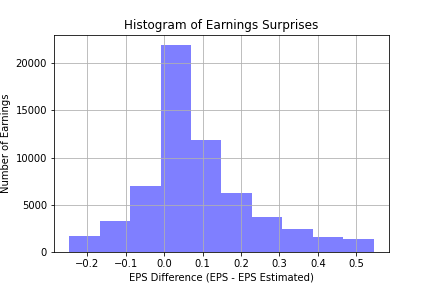 Histogram of Earnings Surprises
Number of Earnings
20000
15000
10000
5000
0
−0.2 −0.1 0.0 0.1 0.2 0.3 0.4 0.5
EPS Difference (EPS - EPS Estimated)